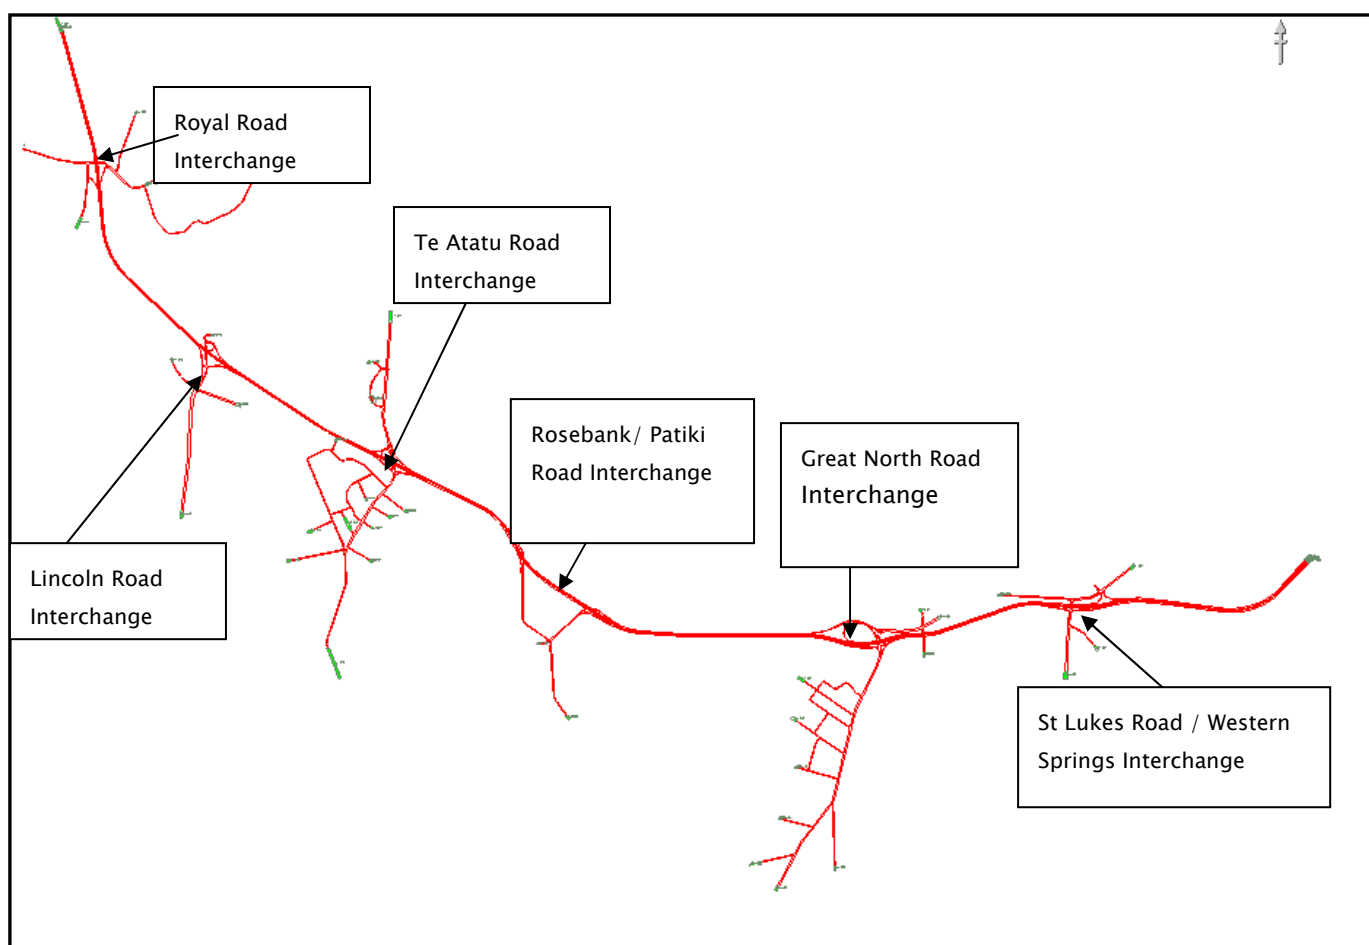 Royal Road
Interchange
Te Atatu Road
Interchange
Rosebank/ Patiki
Road Interchange
Great North Road
Interchange
Lincoln Road
Interchange
St Lukes Road / Western
Springs Interchange